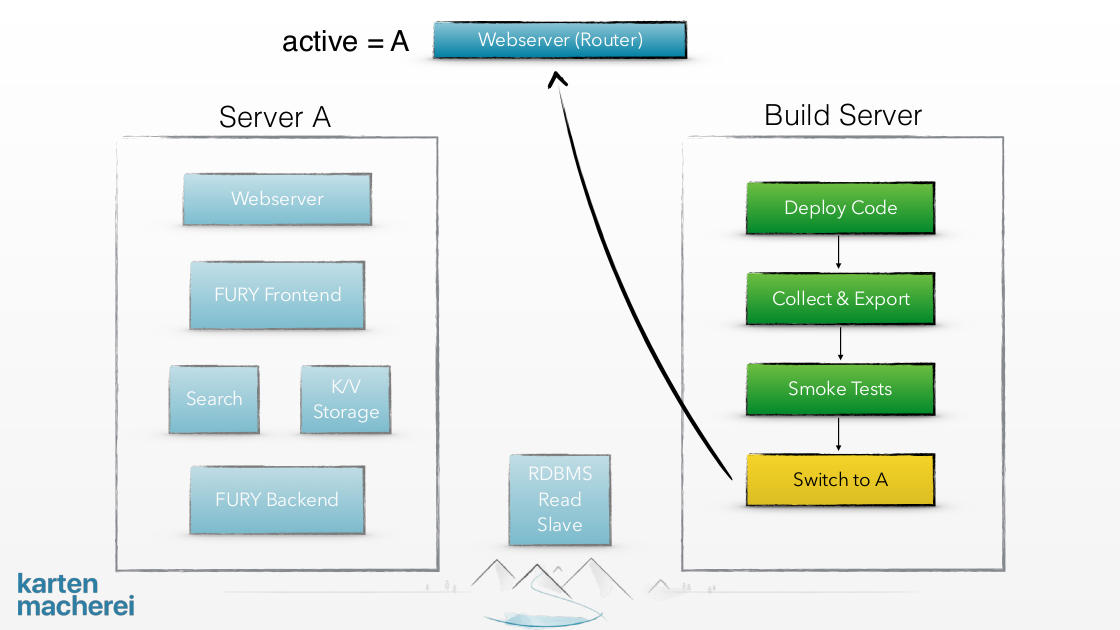 active = A
Webserver (Router)
Server A
Build Server
Webserver
FURY Frontend
Search
K/V
Storage
FURY Backend
RDBMS
Read
Slave
Deploy Code
Collect & Export
Smoke Tests
Switch to A
karten
macherei